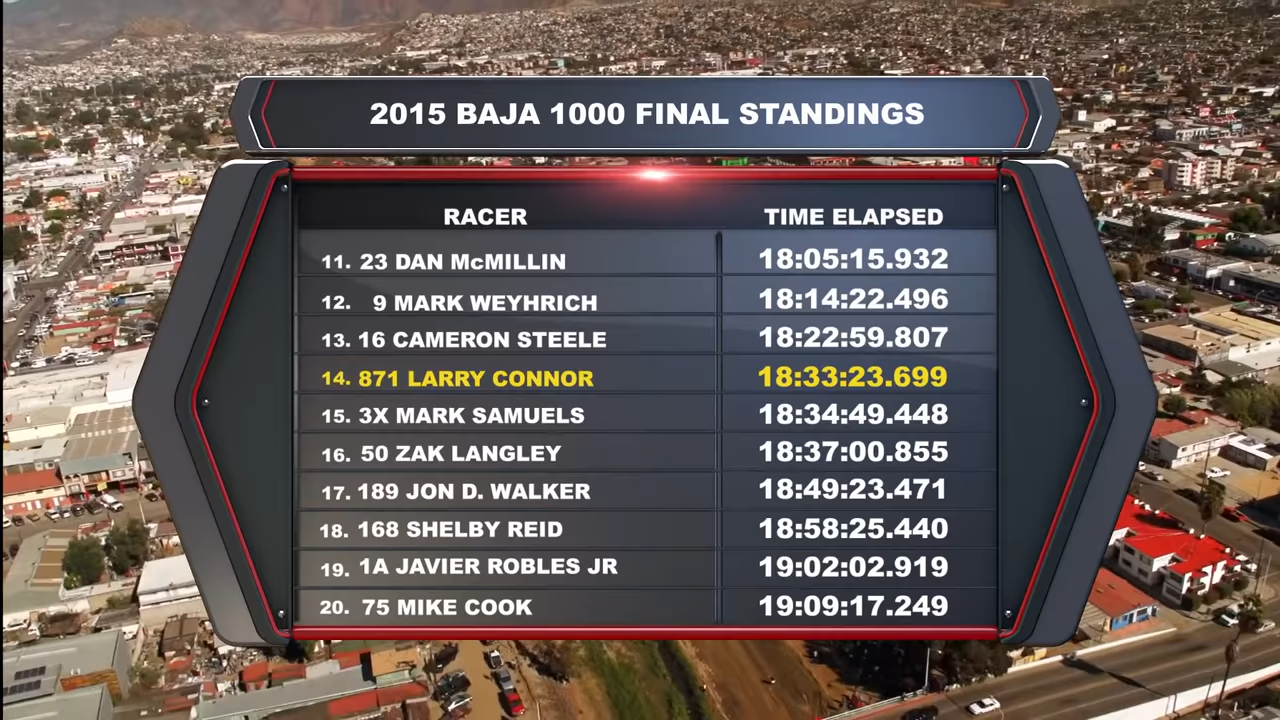 2015 BAJA 1000 FINAL STANDINGS
RACER TIME ELAPSED
11. 23 DAN McMILLIN 18:05:15.932
12. 9 MARK WEYHRICH 18:14:22.496
13. 16 CAMERON STEELE 18:22:59.807
14. 871 LARRY CONNOR 18:33:23.699
15. 3X MARK SAMUELS 18:34:49.448
16. 50 ZAK LANGLEY 18:37:00.855
17. 189 JON D. WALKER 18:49:23.471
18. 168 SHELBY REID 18:58:25.440
19. 1A JAVIER ROBLES JR 19:02:02.919
20. 75 MIKE COOK 19:09:17.249